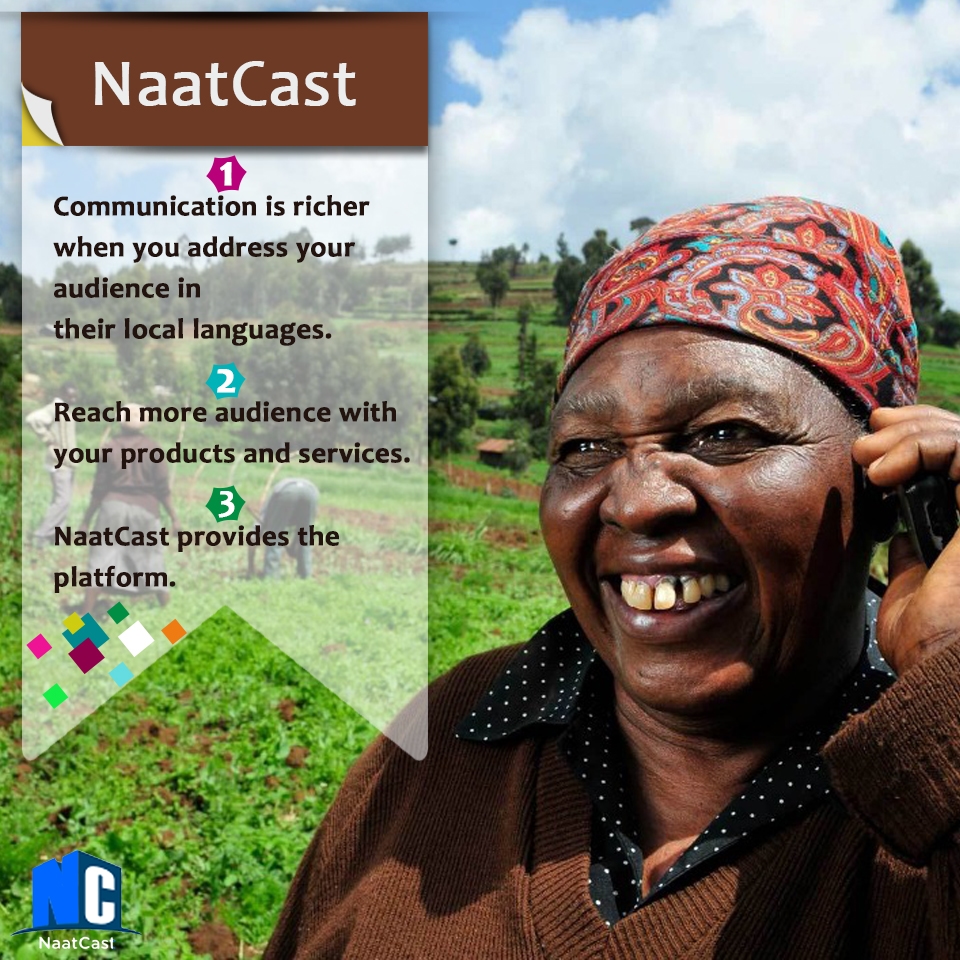 NaatCast
1
Communication is richer
when you address your
audience in
their local languages.
2
Reach more audience with
your products and services.
3
NaatCast provides the
platform.
NC
NaatCast